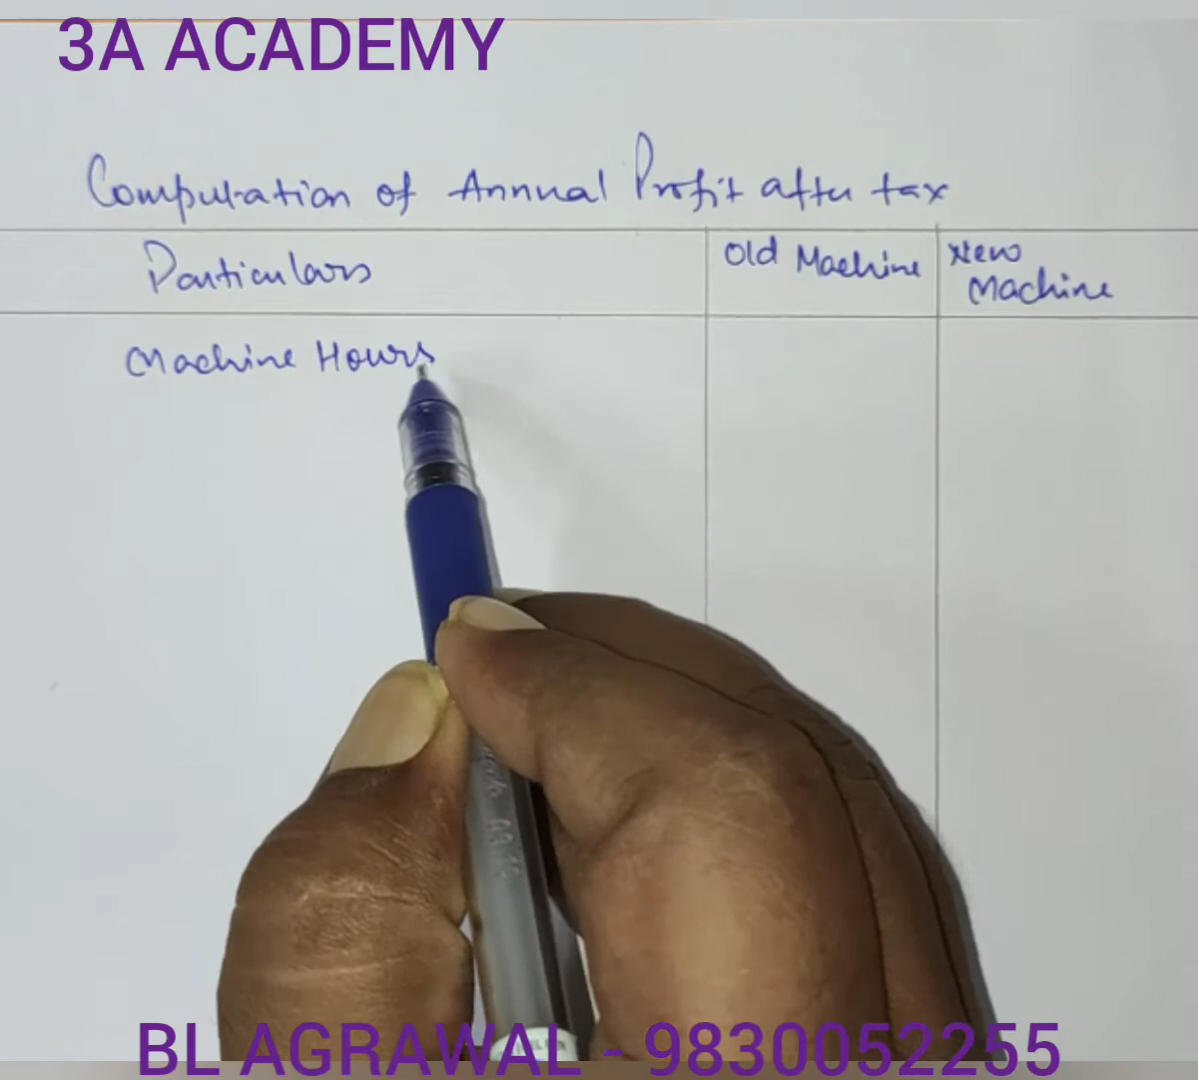 3A ACADEMY
Computation of Annual Profit after tax
Particulars
Old Machine
New
Machine
Machine Hours
BL AGRAWAL - 9830052255